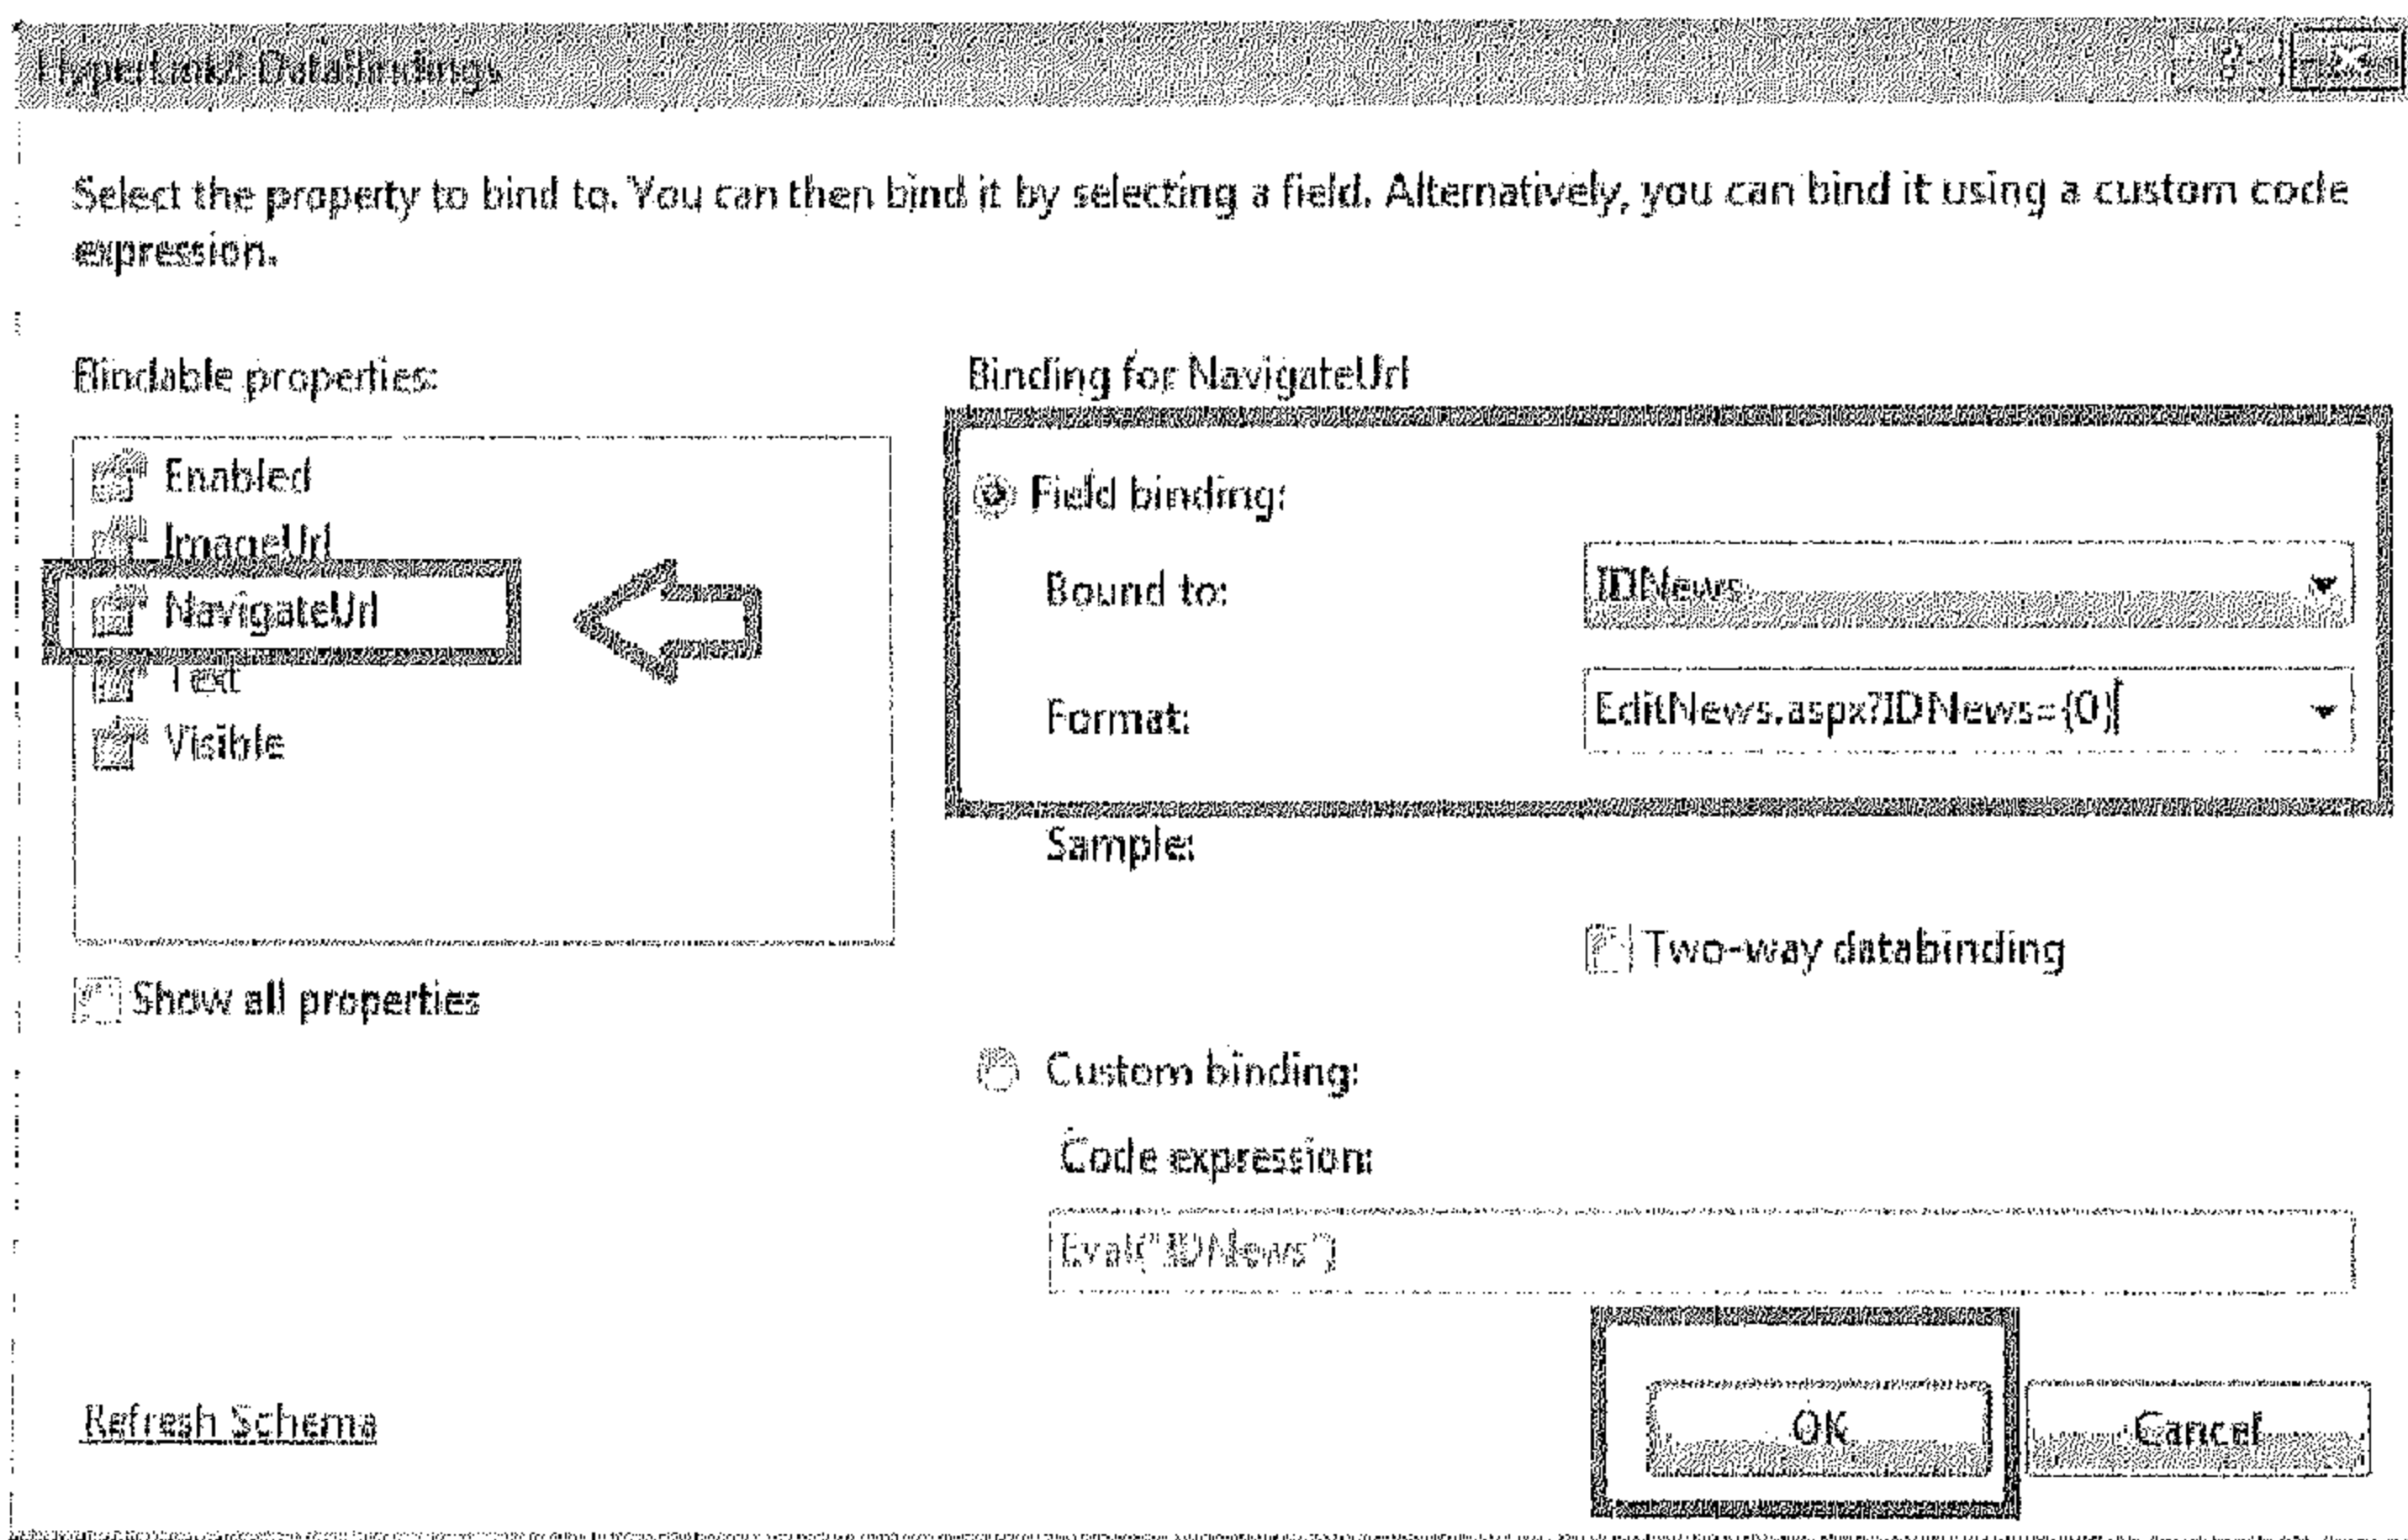 DataBindings
Select the property to bind to. You can then bind it by selecting a field. Alternatively, you can bind it using a custom code
expression.
Bindable properties:
Enabled
ImageUrl
NavigateUrl
Text
Visible
Show all properties
Binding for NavigateUrl
Field binding:
Bound to:
IDNews
Format:
EditNews.aspx?IDNews={0}
Sample:
Two-way databinding
Custom binding:
Code expression:
Eval("IDNews")
Refresh Schema
OK
Cancel